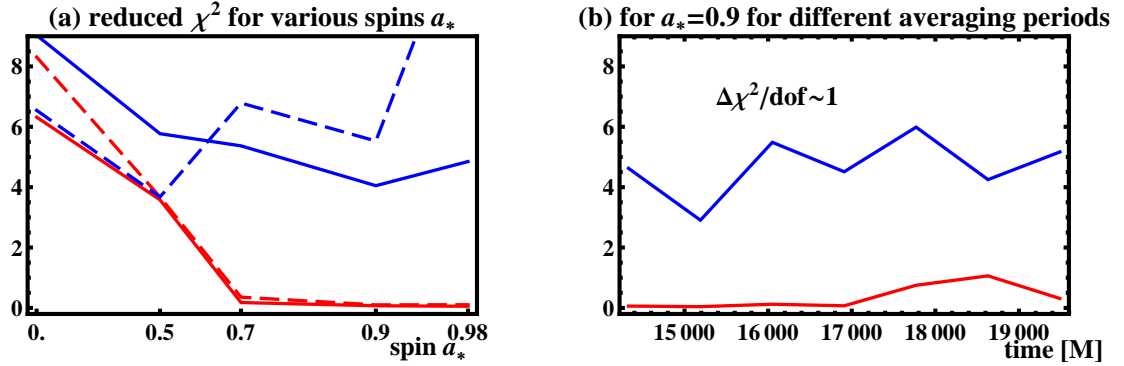 (a) reduced χ² for various spins a*
8
6
4
2
0
0. 0.5 0.7 0.9 0.98
spin a*
(b) for a*=0.9 for different averaging periods
Δχ²/dof~1
8
6
4
2
0
15 000 16 000 17 000 18 000 19 000
time [M]